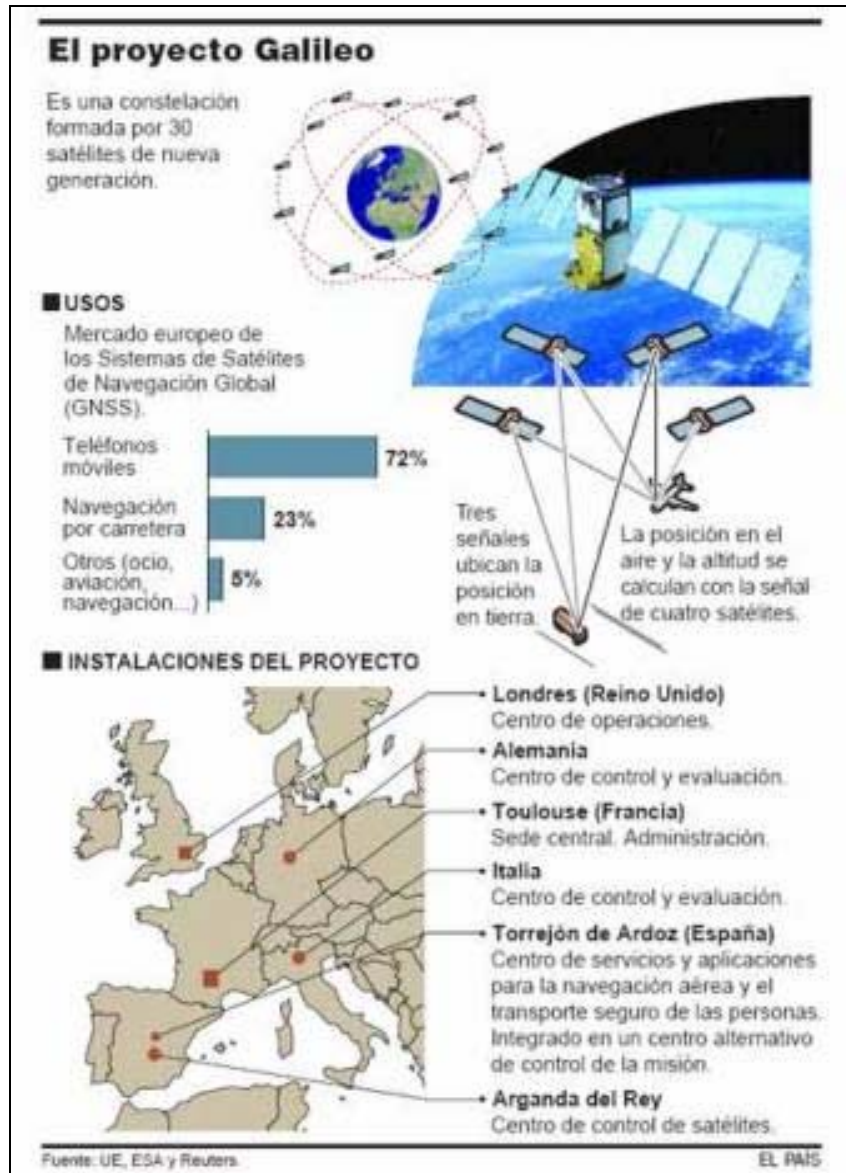 El proyecto Galileo
Es una constelación
formada por 30
satélites de nueva
generación.
USOS
Mercado europeo de
los Sistemas de Satélites
de Navegación Global
(GNSS).
Teléfonos
móviles
72%
Navegación
por carretera
23%
Otros (ocio,
aviación,
navegación...)
5%
Tres
señales
ubican la
posición
en tierra.
La posición en el
aire y la altitud se
calculan con la señal
de cuatro satélites.
INSTALACIONES DEL PROYECTO
Londres (Reino Unido)
Centro de operaciones.
Alemania
Centro de control y evaluación.
Toulouse (Francia)
Sede central. Administración.
Italia
Centro de control y evaluación.
Torrejón de Ardoz (España)
Centro de servicios y aplicaciones
para la navegación aérea y el
transporte seguro de las personas.
Integrado en un centro alternativo
de control de la misión.
Arganda del Rey
Centro de control de satélites.
Fuente: UE, ESA y Reuters.
EL PAÍS